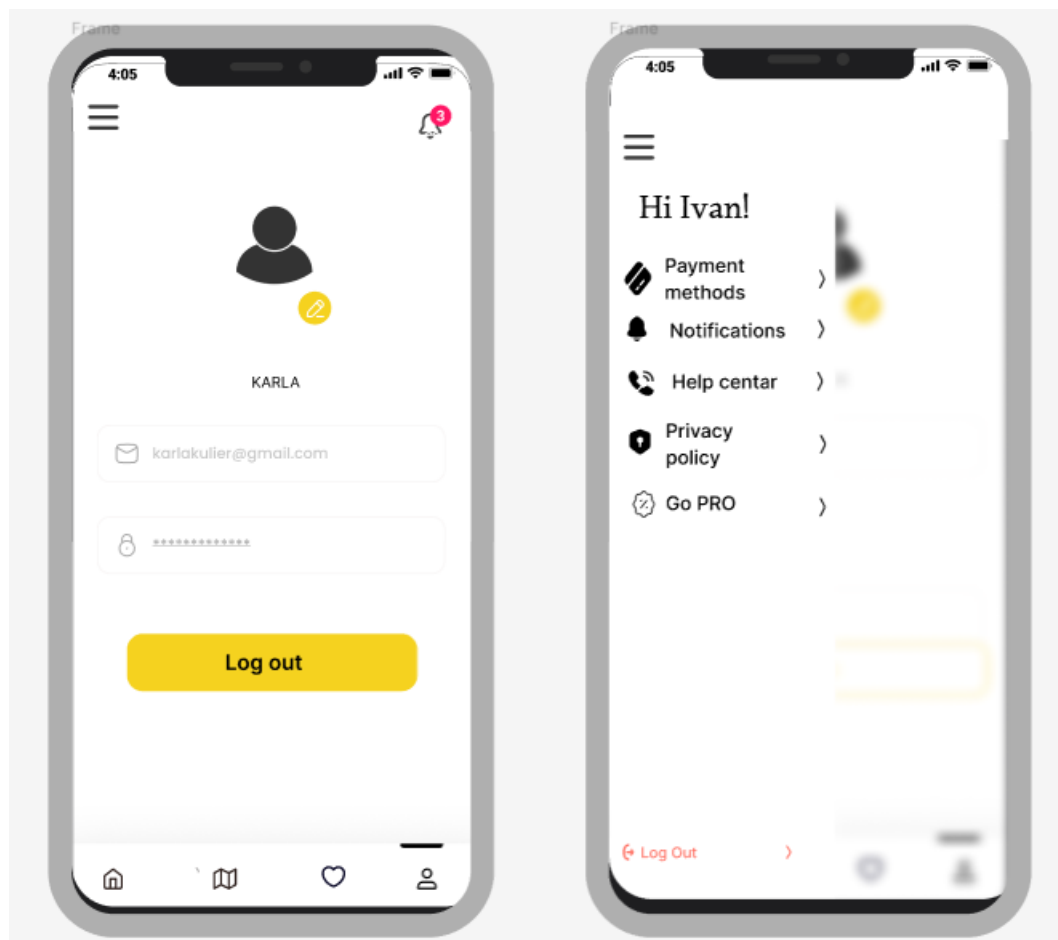 Frame
4:05
3
KARLA
karlakulier@gmail.com
*************
Log out
Frame
4:05
Hi Ivan!
Payment
methods
Notifications
Help centar
Privacy
policy
Go PRO
Log Out